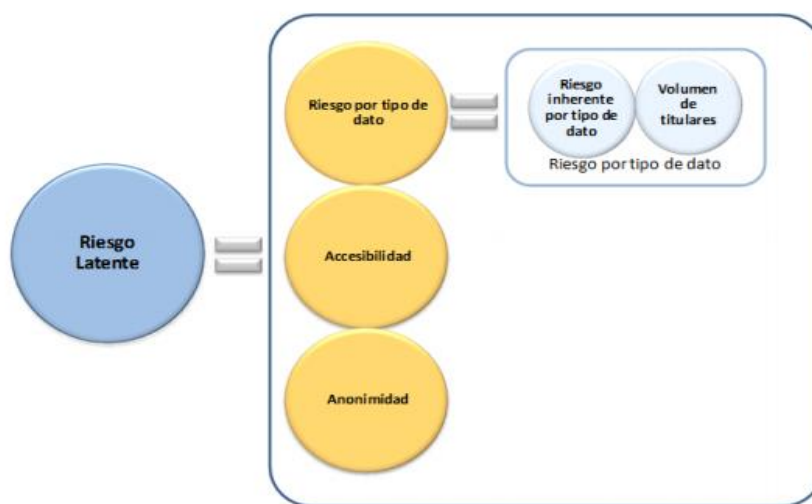 Riesgo
Latente
Riesgo por tipo de
dato
Accesibilidad
Anonimidad
Riesgo
inherente
por tipo de
dato
Volumen
de
titulares
Riesgo por tipo de dato